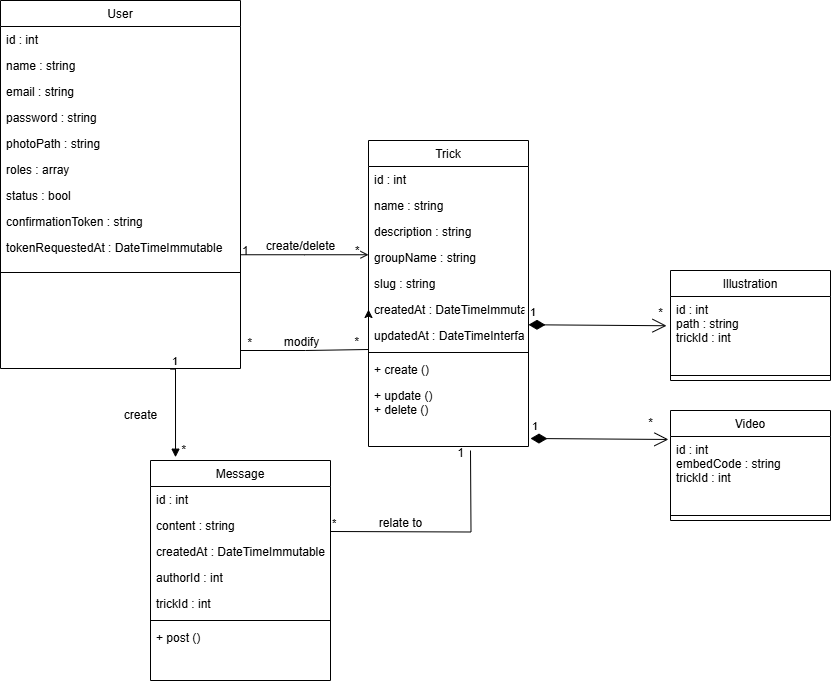 User
id : int
name : string
email : string
password : string
photoPath : string
roles : array
status : bool
confirmationToken : string
tokenRequestedAt : DateTimeImmutable
1
create/delete
*
*
modify
*
1
create
*
Trick
id : int
name : string
description : string
groupName : string
slug : string
createdAt : DateTimeImmuta
updatedAt : DateTimeInterfa
+ create ()
+ update ()
+ delete ()
1
*
Illustration
id : int
path : string
trickId : int
1
*
Video
id : int
embedCode : string
trickId : int
1
relate to
*
Message
id : int
content : string
createdAt : DateTimeImmutable
authorId : int
trickId : int
+ post ()